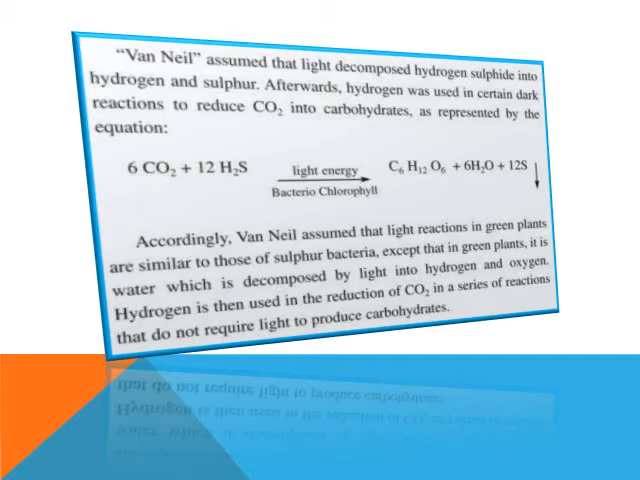 “Van Neil” assumed that light decomposed hydrogen sulphide into
hydrogen and sulphur. Afterwards, hydrogen was used in certain dark
reactions to reduce CO₂ into carbohydrates, as represented by the
equation:
6 CO₂ + 12 H₂S light energy C₆ H₁₂ O₆ + 6H₂O + 12S ↓
Bacterio Chlorophyll
Accordingly, Van Neil assumed that light reactions in green plants
are similar to those of sulphur bacteria, except that in green plants, it is
water which is decomposed by light into hydrogen and oxygen.
Hydrogen is then used in the reduction of CO₂ in a series of reactions
that do not require light to produce carbohydrates.